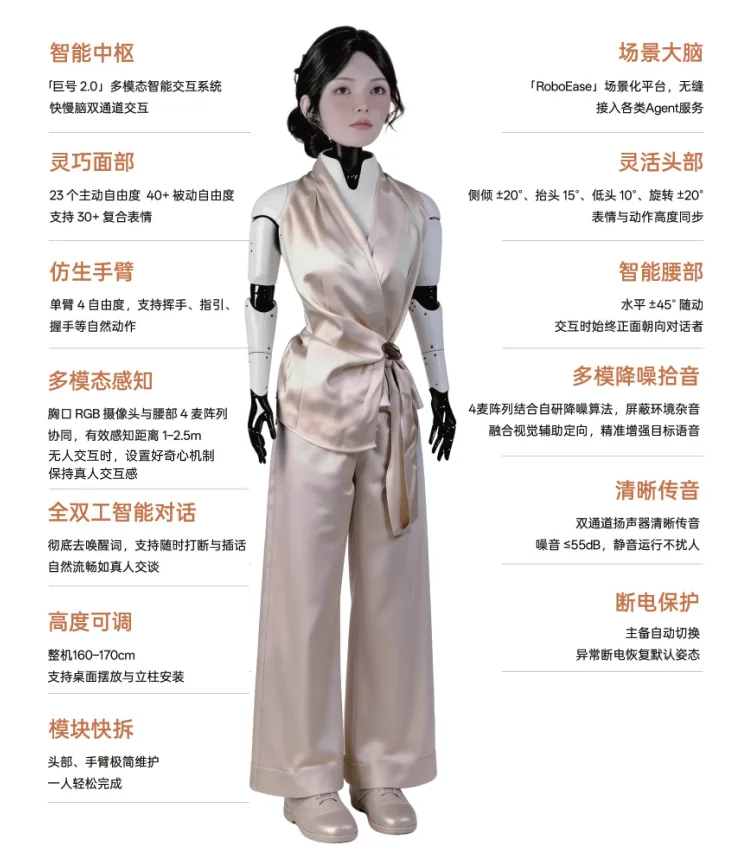 智能中枢
「巨号 2.0」多模态智能交互系统
快慢脑双通道交互
灵巧面部
23 个主动自由度 40+ 被动自由度
支持 30+ 复合表情
仿生手臂
单臂 4 自由度，支持挥手、指引、
握手等自然动作
多模态感知
胸口 RGB 摄像头与腰部 4 麦阵列
协同，有效感知距离 1–2.5m
无人交互时，设置好奇心机制
保持真人交互感
全双工智能对话
彻底去唤醒词，支持随时打断与插话
自然流畅如真人交谈
高度可调
整机160–170cm
支持桌面摆放与立柱安装
模块快拆
头部、手臂极简维护
一人轻松完成
场景大脑
「RoboEase」场景化平台，无缝
接入各类Agent服务
灵活头部
侧倾 ±20°、抬头 15°、低头 10°、旋转 ±20°
表情与动作高度同步
智能腰部
水平 ±45° 随动
交互时始终正面朝向对话者
多模降噪拾音
4麦阵列结合自研降噪算法，屏蔽环境杂音
融合视觉辅助定向，精准增强目标语音
清晰传音
双通道扬声器清晰传音
噪音 ≤55dB，静音运行不扰人
断电保护
主备自动切换
异常断电恢复默认姿态